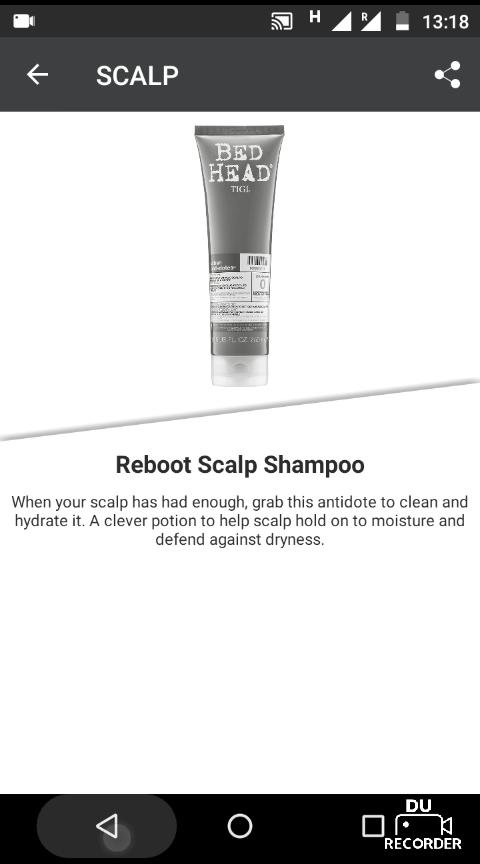 H R 13:18
SCALP
BED
HEAD
TIGI
Reboot Scalp Shampoo
When your scalp has had enough, grab this antidote to clean and
hydrate it. A clever potion to help scalp hold on to moisture and
defend against dryness.
DU
RECORDER